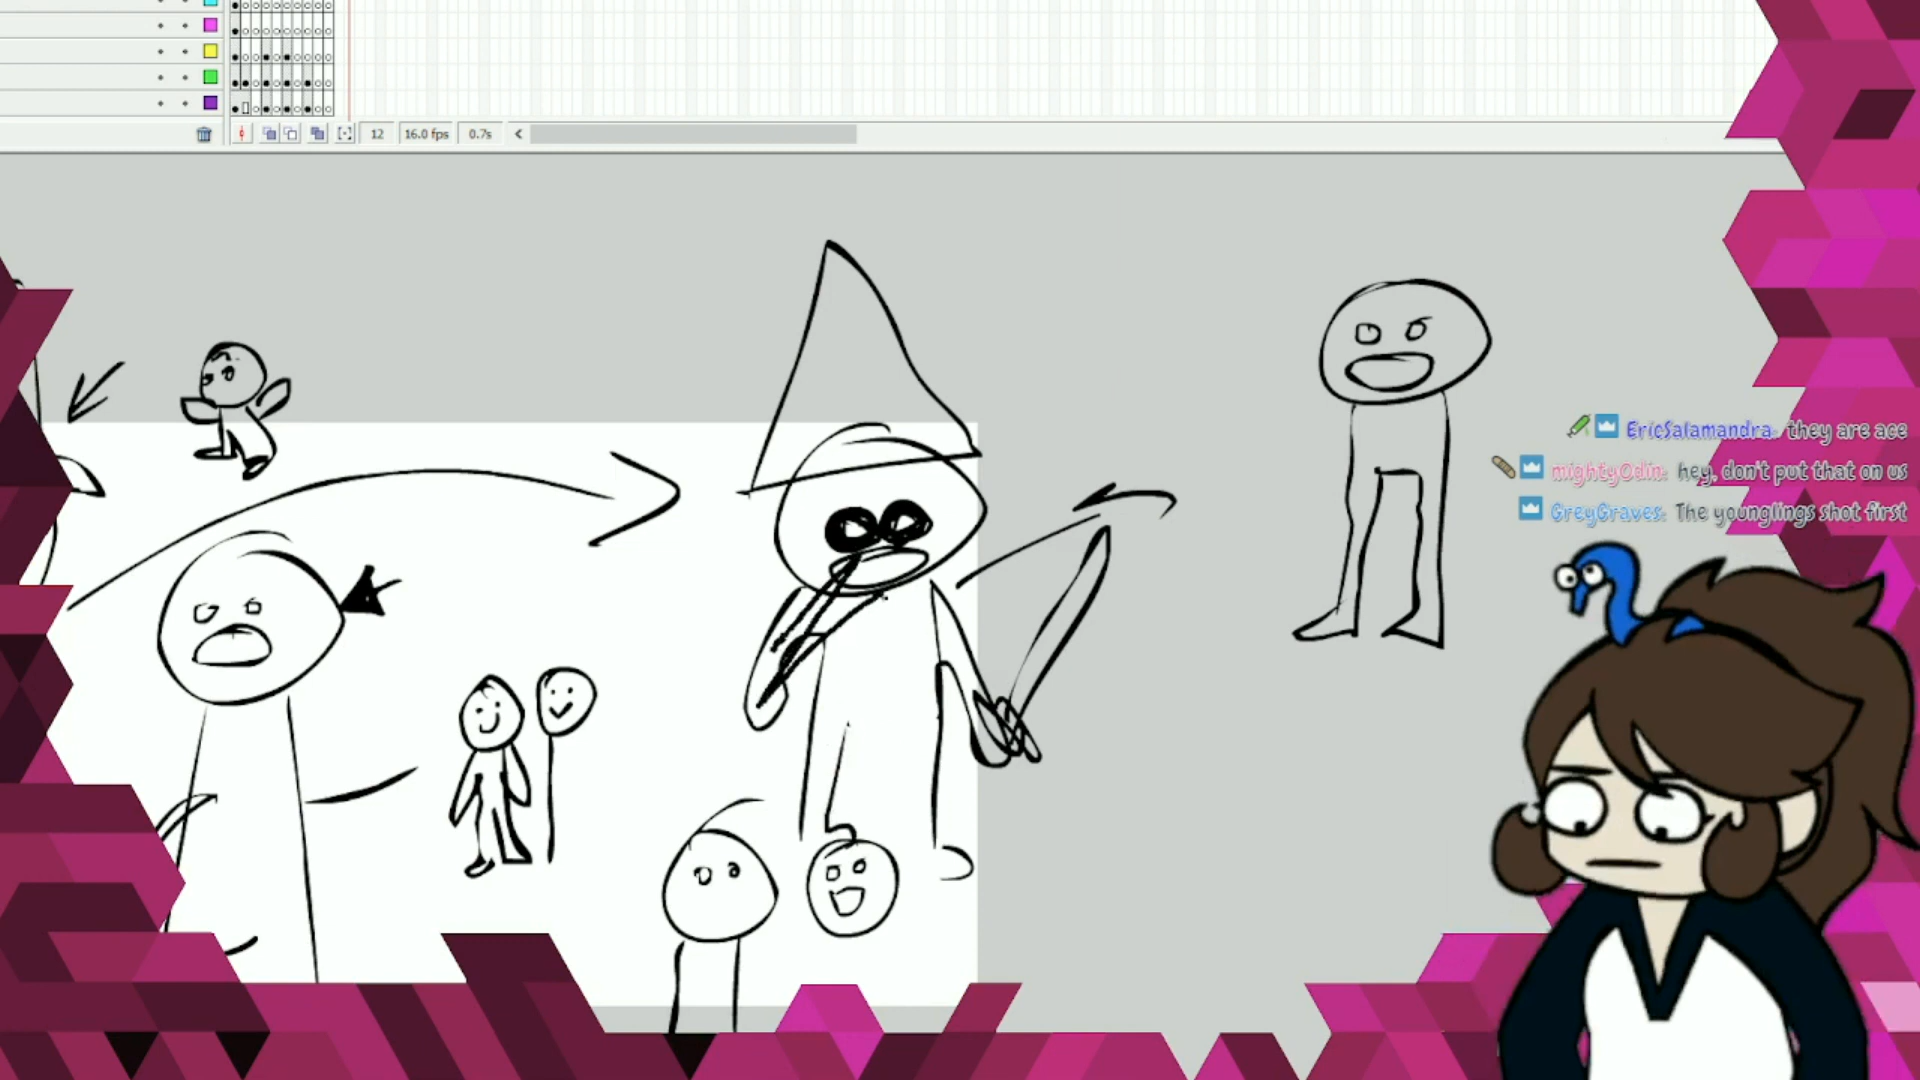 12 16.0 fps 0.7s
EricSalamandra: they are ace
mighty0din: hey, don't put that on us
GreyGraves: The younglings shot first